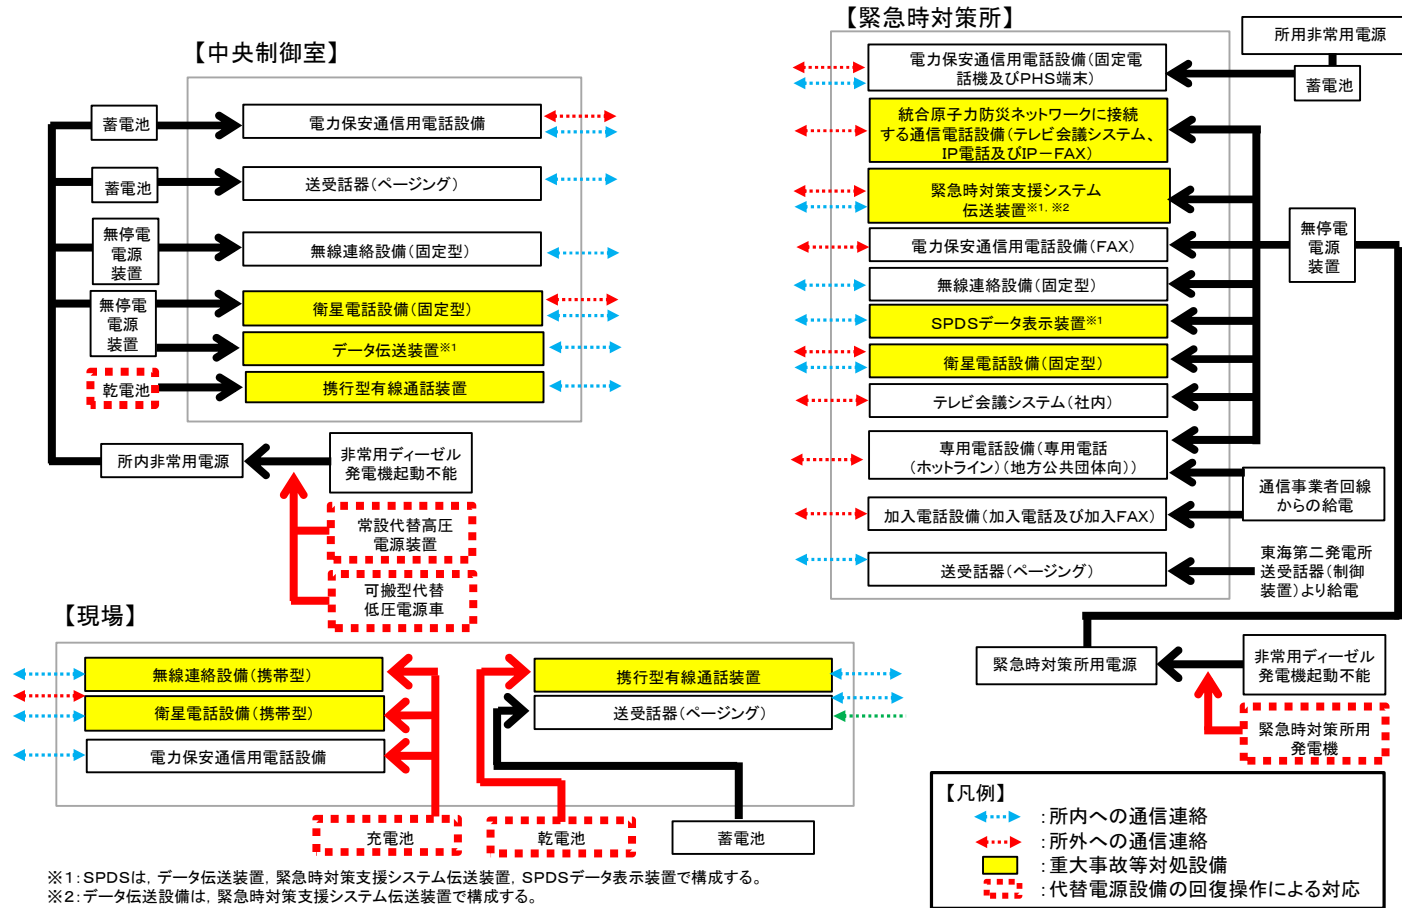 【中央制御室】
蓄電池
電力保安通信用電話設備
蓄電池
送受話器(ページング)
無停電
電源
装置
無線連絡設備(固定型)
無停電
電源
装置
衛星電話設備(固定型)
データ伝送装置※1
乾電池
携行型有線通話装置
所内非常用電源
非常用ディーゼル
発電機起動不能
常設代替高圧
電源装置
可搬型代替
低圧電源車
【緊急時対策所】
所用非常用電源
蓄電池
電力保安通信用電話設備(固定電
話機及びPHS端末)
統合原子力防災ネットワークに接続
する通信電話設備(テレビ会議システム、
IP電話及びIP-FAX)
緊急時対策支援システム
伝送装置※1, ※2
電力保安通信用電話設備(FAX)
無線連絡設備(固定型)
SPDSデータ表示装置※1
衛星電話設備(固定型)
テレビ会議システム(社内)
専用電話設備(専用電話
(ホットライン)(地方公共団体向))
加入電話設備(加入電話及び加入FAX)
送受話器(ページング)
無停電
電源
装置
通信事業者回線
からの給電
東海第二発電所
送受話器(制御
装置)より給電
緊急時対策所用電源
非常用ディーゼル
発電機起動不能
緊急時対策所用
発電機
【現場】
無線連絡設備(携帯型)
衛星電話設備(携帯型)
電力保安通信用電話設備
携行型有線通話装置
送受話器(ページング)
充電池
乾電池
蓄電池
【凡例】
:所内への通信連絡
:所外への通信連絡
:重大事故等対処設備
:代替電源設備の回復操作による対応
※1:SPDSは,データ伝送装置,緊急時対策支援システム伝送装置,SPDSデータ表示装置で構成する。
※2:データ伝送設備は,緊急時対策支援システム伝送装置で構成する。